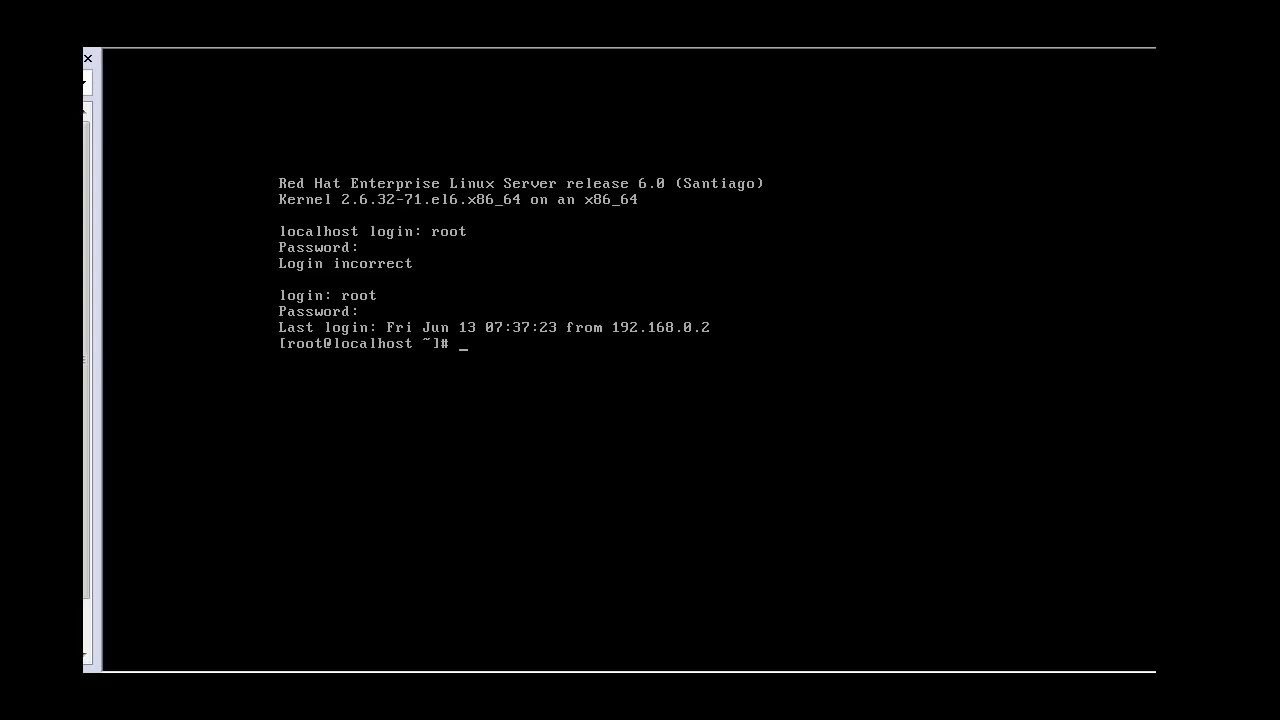 Red Hat Enterprise Linux Server release 6.0 (Santiago)
Kernel 2.6.32-71.el6.x86_64 on an x86_64
localhost login: root
Password:
Login incorrect
login: root
Password:
Last login: Fri Jun 13 07:37:23 from 192.168.0.2
[root@localhost ~]# _